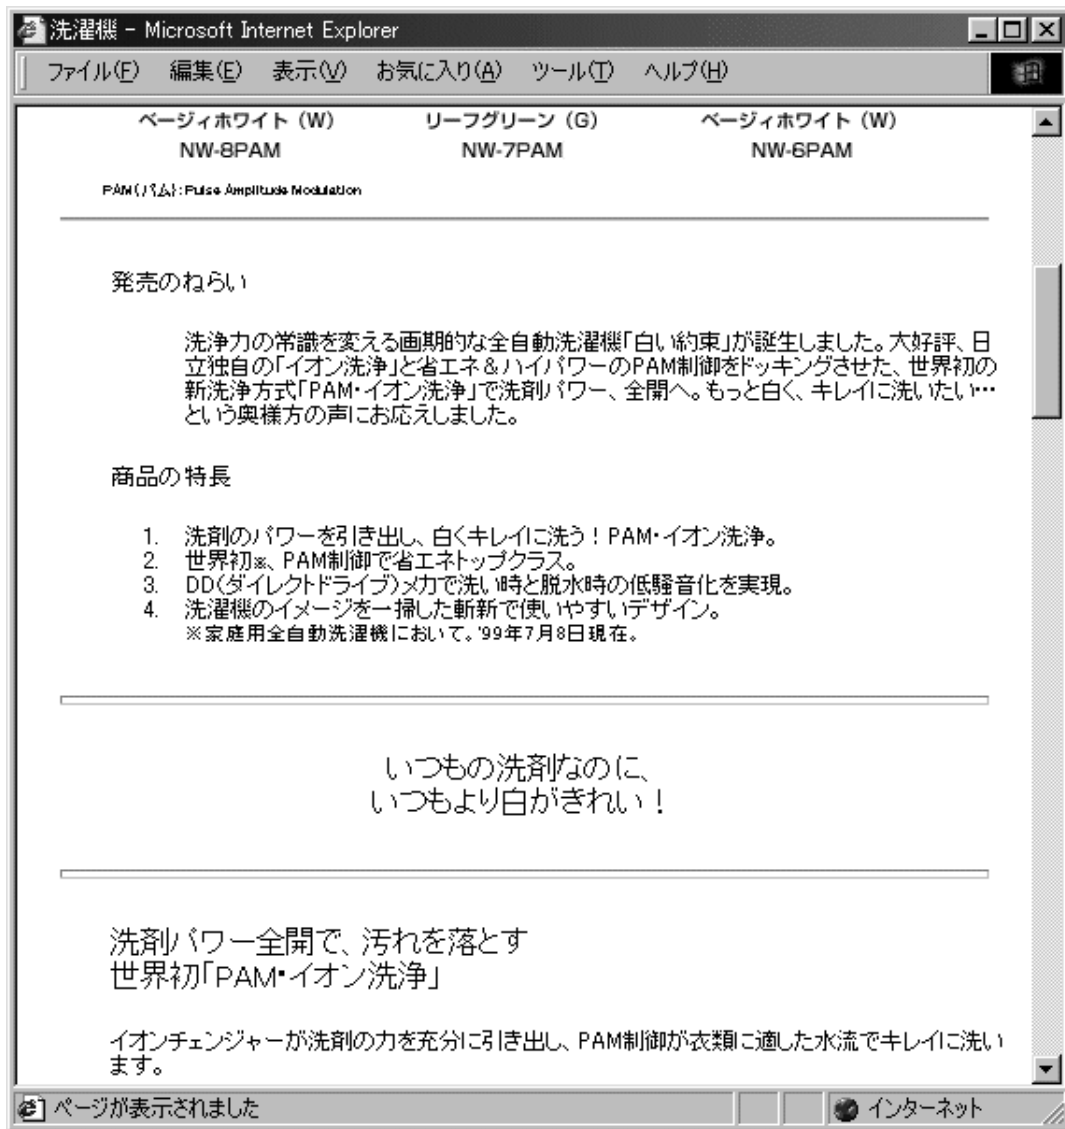 洗濯機 - Microsoft Internet Explorer
ファイル(F) 編集(E) 表示(V) お気に入り(A) ツール(T) ヘルプ(H)
ベージィホワイト（W） リーフグリーン（G） ベージィホワイト（W）
NW-8PAM NW-7PAM NW-6PAM
PAM(パム): Pulse Amplitude Modulation
発売のねらい
洗浄力の常識を変える画期的な全自動洗濯機「白い約束」が誕生しました。大好評、日
立独自の「イオン洗浄」と省エネ＆ハイパワーのPAM制御をドッキングさせた、世界初の
新洗浄方式「PAM・イオン洗浄」で洗剤パワー、全開へ。もっと白く、キレイに洗いたい…
という奥様方の声にお応えしました。
商品の特長
1. 洗剤のパワーを引き出し、白くキレイに洗う！PAM・イオン洗浄。
2. 世界初※、PAM制御で省エネトップクラス。
3. DD(ダイレクトドライブ)メカで洗い時と脱水時の低騒音化を実現。
4. 洗濯機のイメージを一掃した斬新で使いやすいデザイン。
※家庭用全自動洗濯機において。'99年7月8日現在。
いつもの洗剤なのに、
いつもより白がきれい！
洗剤パワー全開で、汚れを落とす
世界初「PAM・イオン洗浄」
イオンチェンジャーが洗剤の力を充分に引き出し、PAM制御が衣類に適した水流でキレイに洗い
ます。
ページが表示されました インターネット